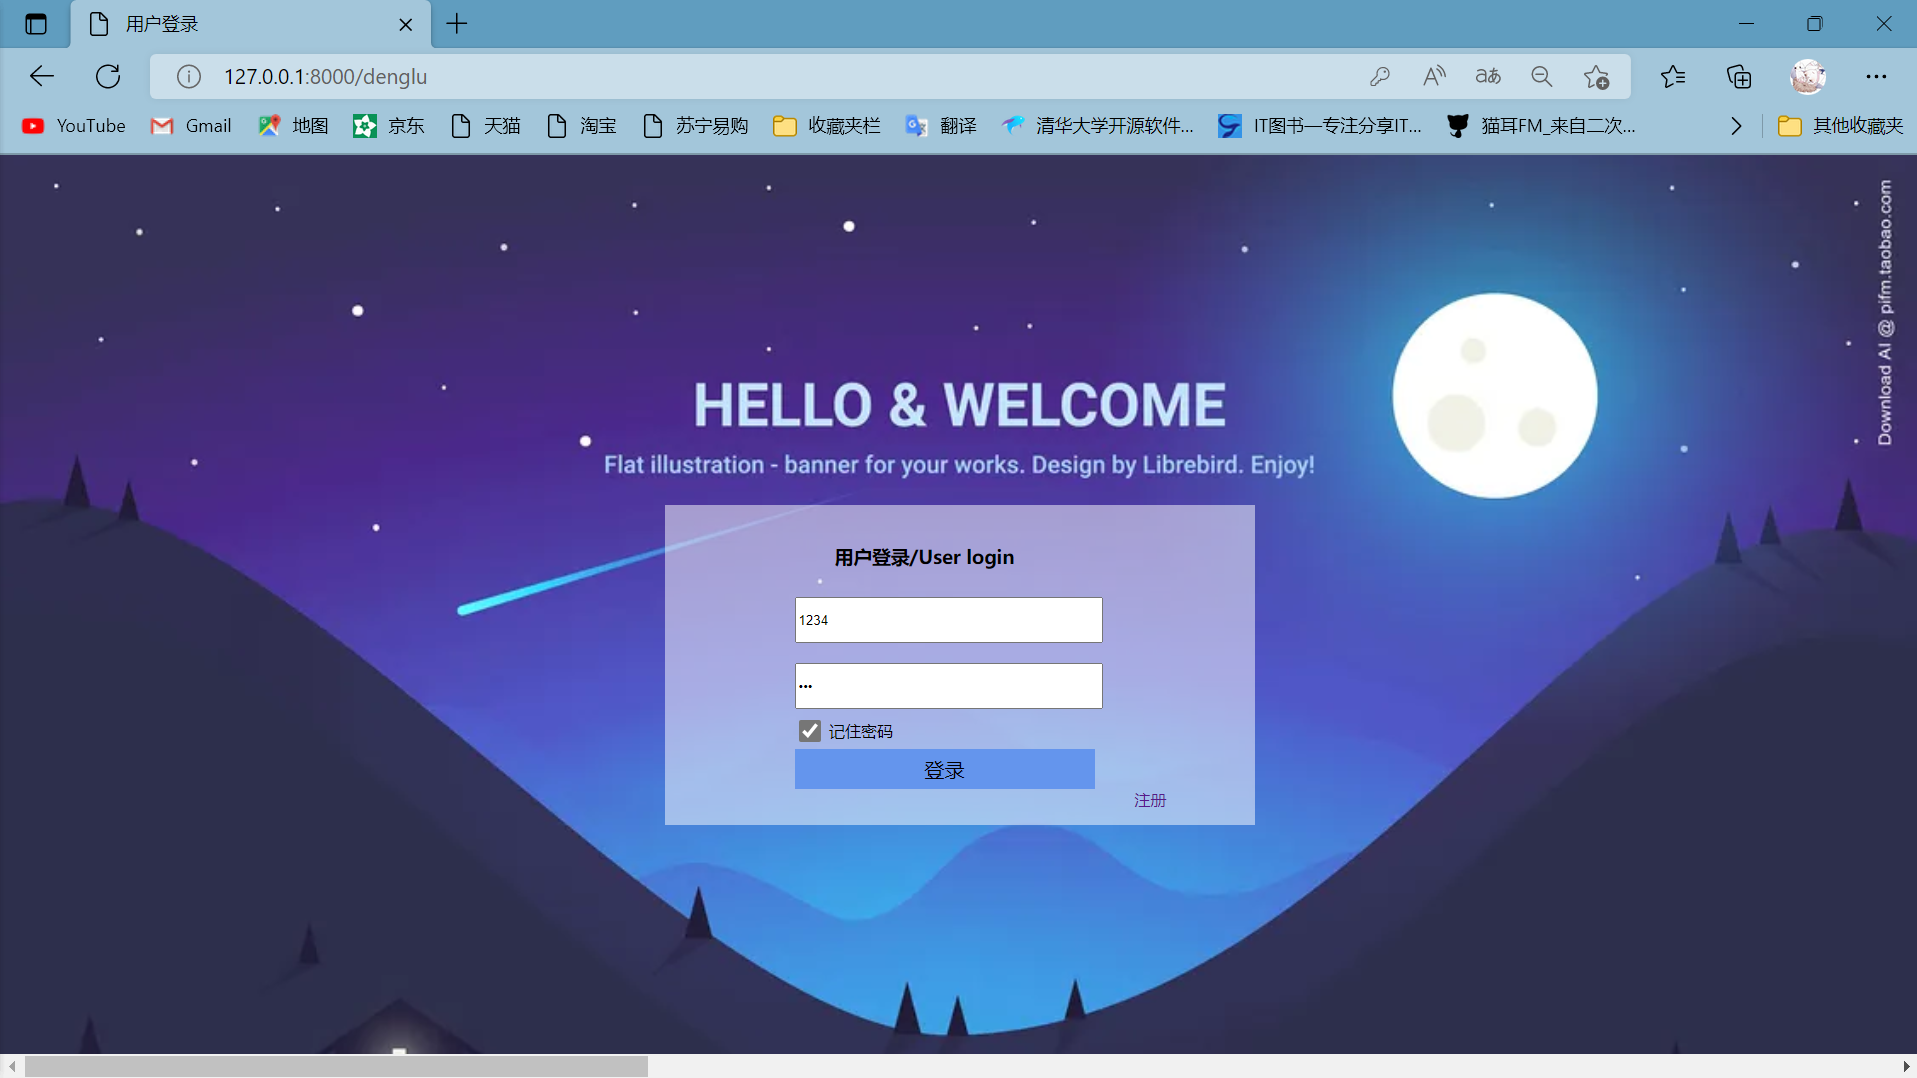 用户登录
127.0.0.1:8000/denglu
YouTube
Gmail
地图
京东
天猫
淘宝
苏宁易购
收藏夹栏
翻译
清华大学开源软件...
IT图书—专注分享IT...
猫耳FM_来自二次...
其他收藏夹
Download AI @ pifm.taobao.com
HELLO & WELCOME
Flat illustration - banner for your works. Design by Librebird. Enjoy!
用户登录/User login
1234
•••
记住密码
登录
注册